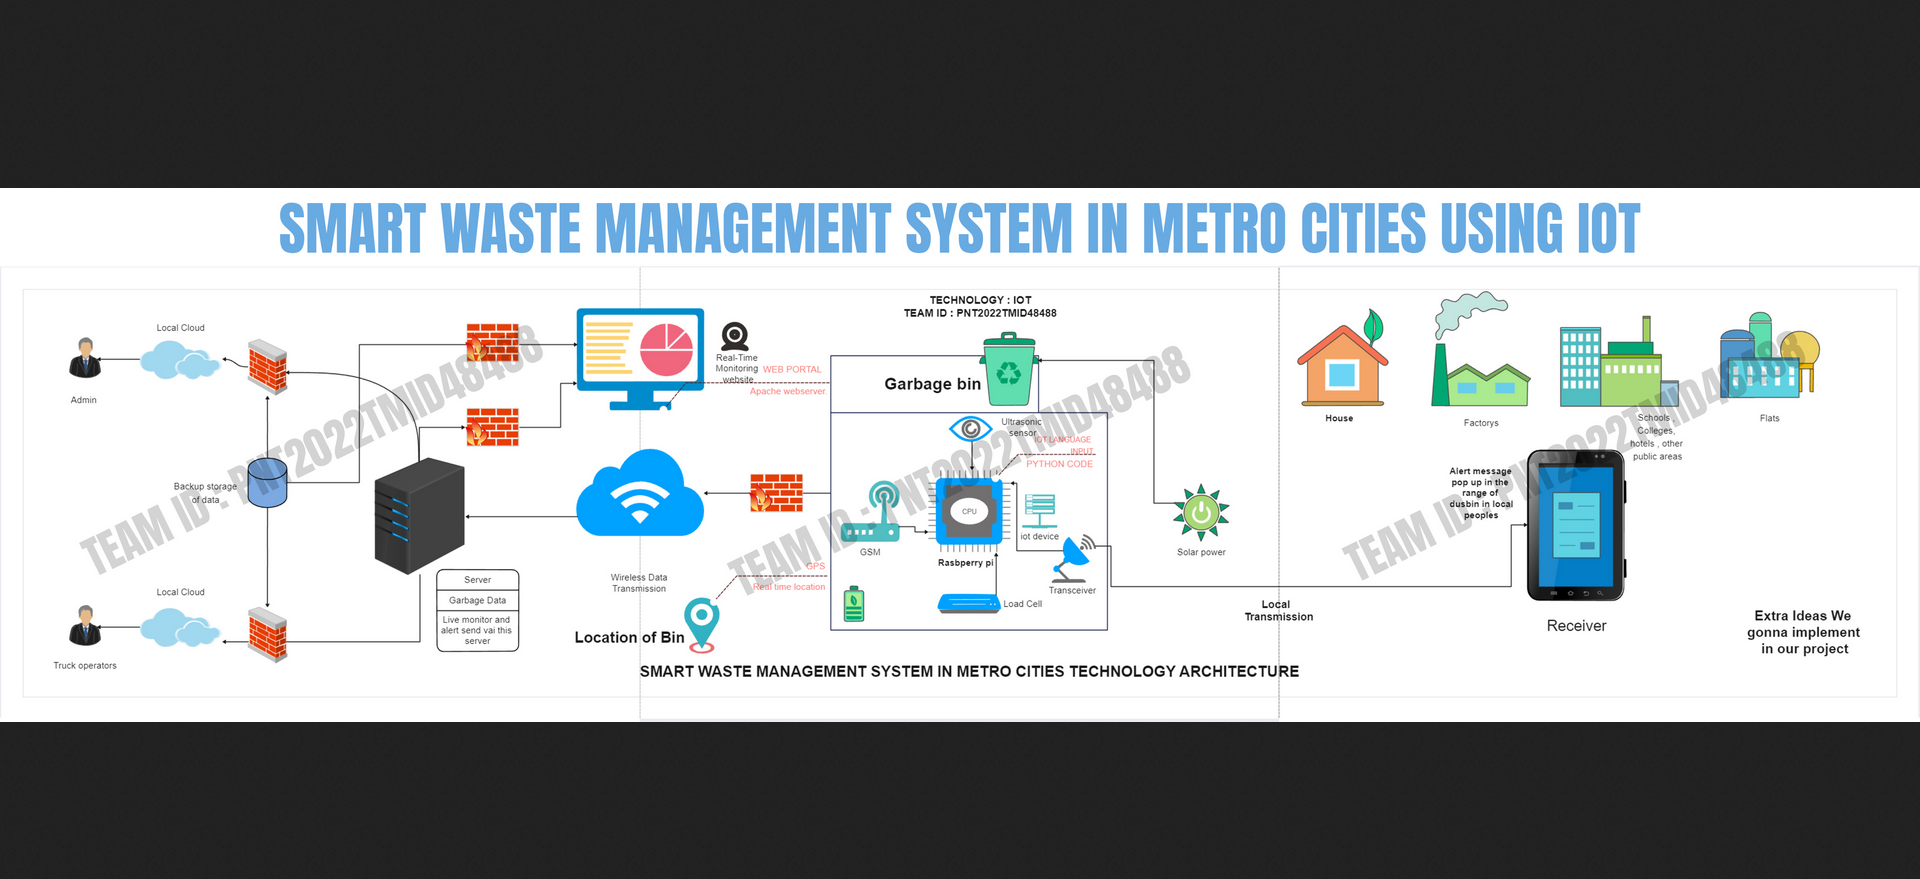 SMART WASTE MANAGEMENT SYSTEM IN METRO CITIES USING IOT
TECHNOLOGY : IOT
TEAM ID : PNT2022TMID48488
Local Cloud
Admin
Backup storage
of data
Local Cloud
Truck operators
Server
Garbage Data
Live monitor and
alert send vai this
server
Real-Time
Monitoring
website
WEB PORTAL
Apache webserver
Wireless Data
Transmission
GPS
Real time location
Location of Bin
Garbage bin
Ultrasonic
sensor
IOT LANGUAGE
INPUT
PYTHON CODE
CPU
GSM
iot device
Rasbperry pi
Transceiver
Load Cell
Solar power
Local
Transmission
House
Factorys
Schools
Colleges,
hotels , other
public areas
Flats
Alert message
pop up in the
range of
dusbin in local
peoples
Receiver
Extra Ideas We
gonna implement
in our project
SMART WASTE MANAGEMENT SYSTEM IN METRO CITIES TECHNOLOGY ARCHITECTURE
TEAM ID : PNT2022TMID48488
TEAM ID : PNT2022TMID48488
TEAM ID : PNT2022TMID48488